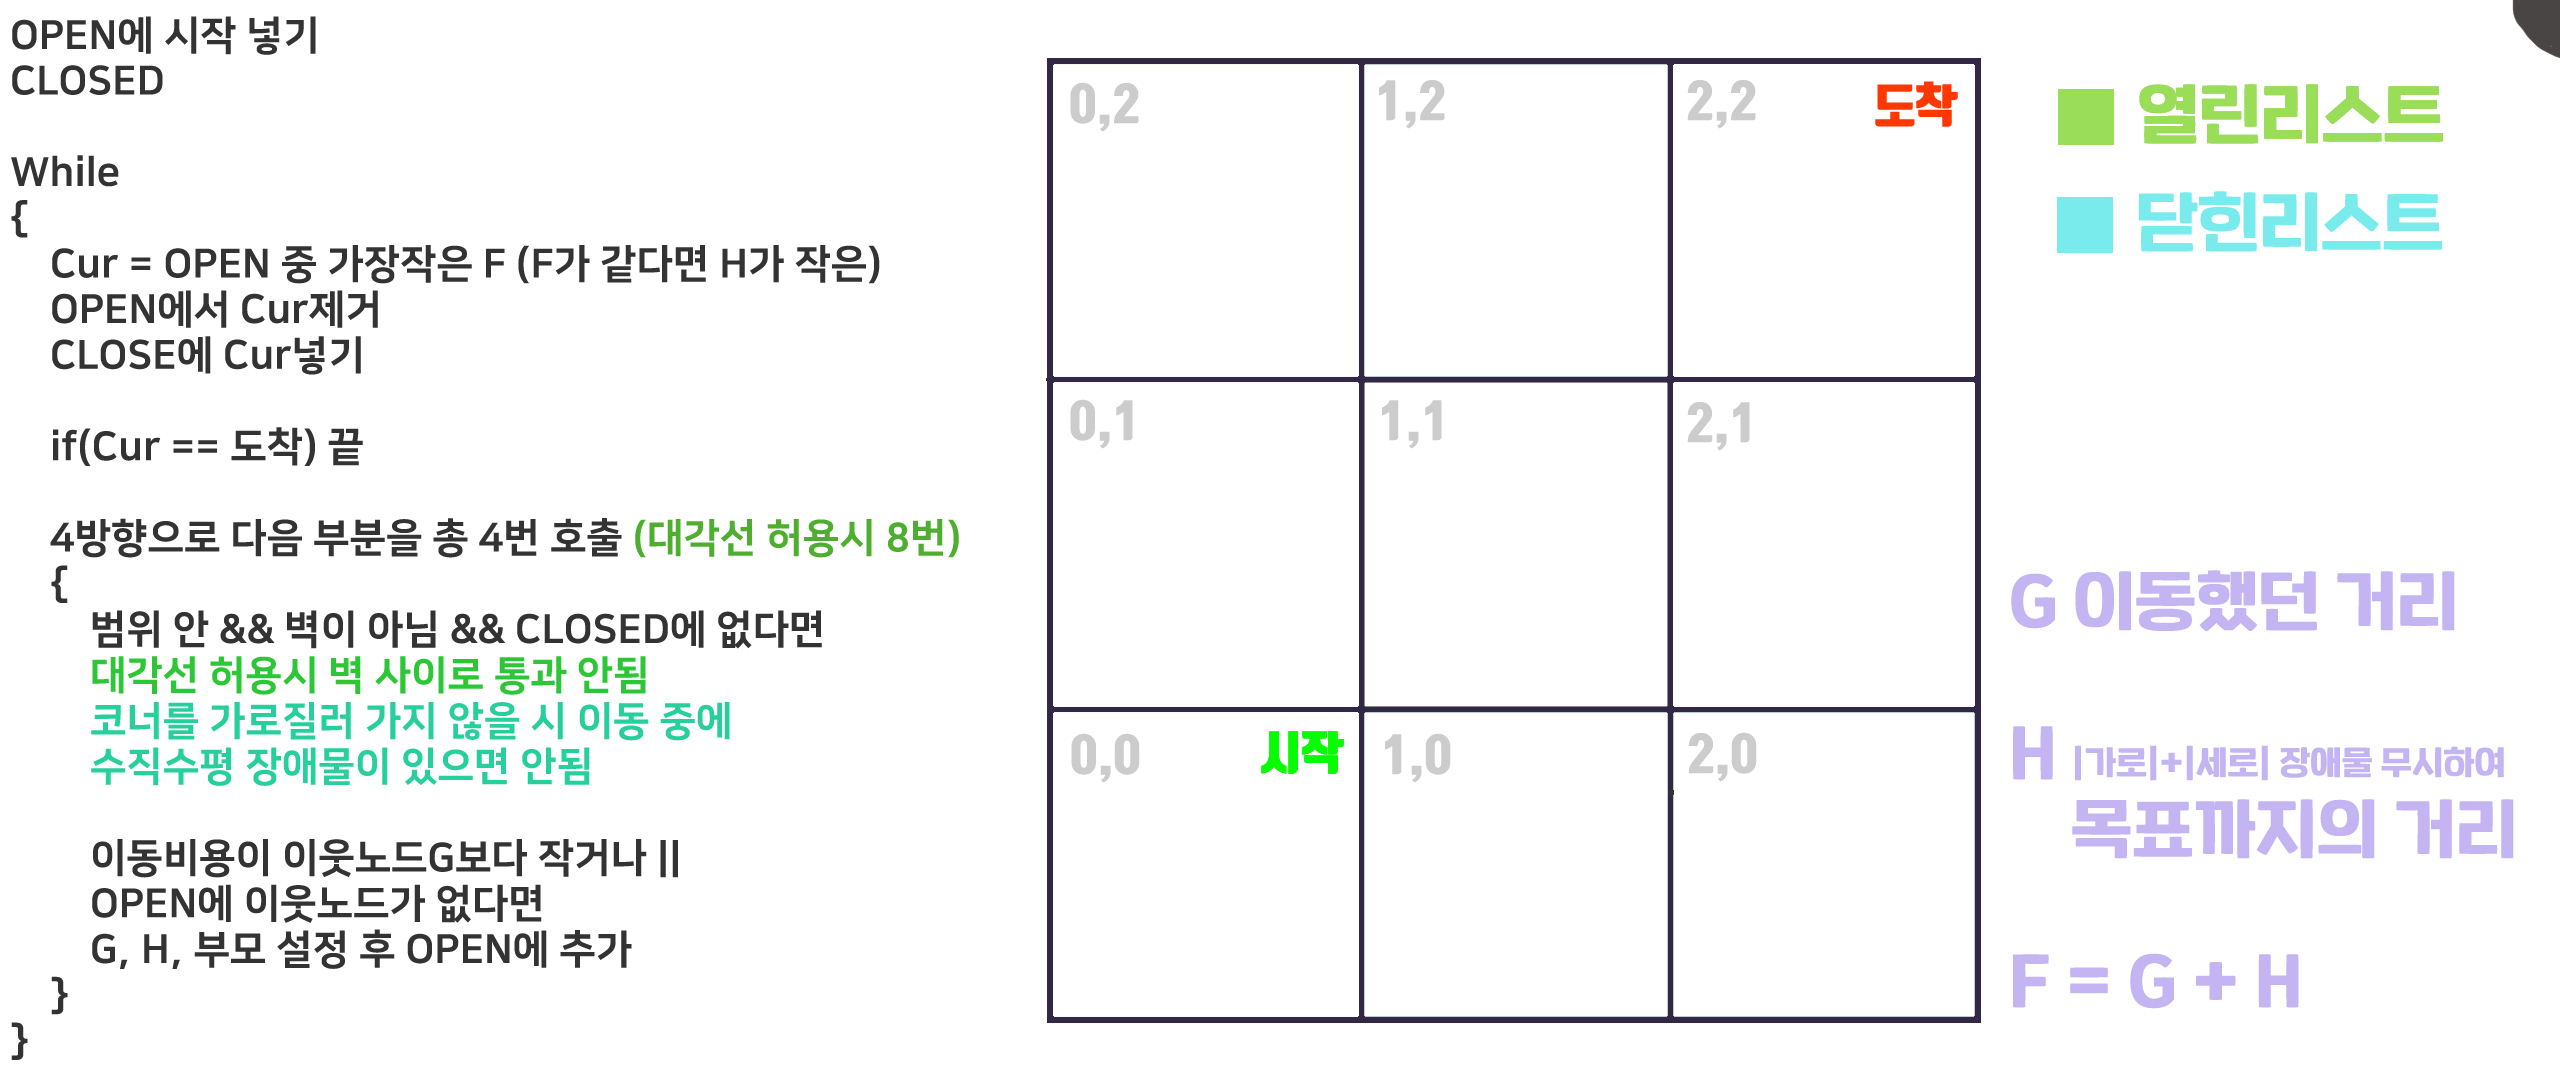 OPEN에 시작 넣기
CLOSED
While
{
Cur = OPEN 중 가장작은 F (F가 같다면 H가 작은)
OPEN에서 Cur제거
CLOSE에 Cur넣기
if(Cur == 도착) 끝
4방향으로 다음 부분을 총 4번 호출 (대각선 허용시 8번)
{
범위 안 && 벽이 아님 && CLOSED에 없다면
대각선 허용시 벽 사이로 통과 안됨
코너를 가로질러 가지 않을 시 이동 중에
수직수평 장애물이 있으면 안됨
이동비용이 이웃노드G보다 작거나 ||
OPEN에 이웃노드가 없다면
G, H, 부모 설정 후 OPEN에 추가
}
}
0,2
1,2
2,2 도착
0,1
1,1
2,1
0,0 시작
1,0
2,0
열린리스트
닫힌리스트
G 이동했던 거리
H |가로|+|세로| 장애물 무시하여
목표까지의 거리
F = G + H